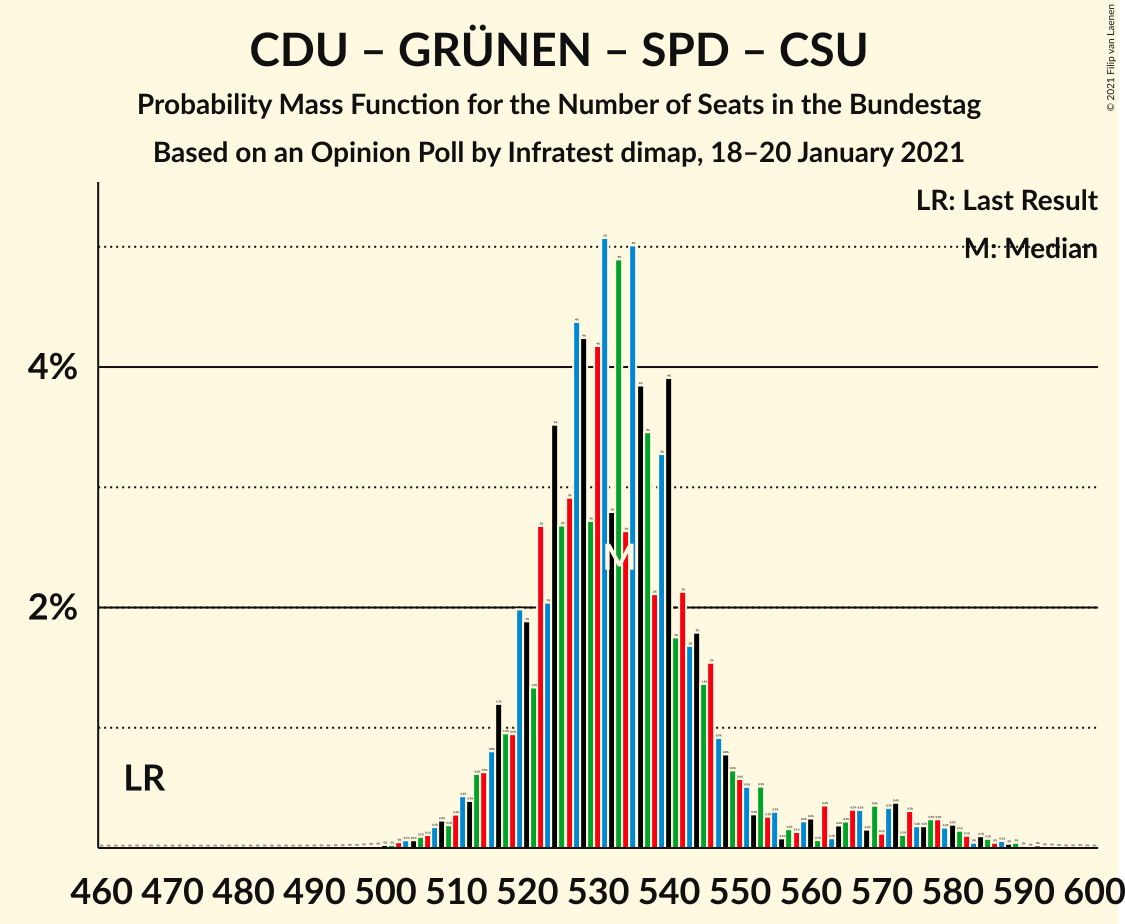 CDU – GRÜNEN – SPD – CSU
Probability Mass Function for the Number of Seats in the Bundestag
Based on an Opinion Poll by Infratest dimap, 18–20 January 2021
© 2021 Filip van Laenen
LR: Last Result
M: Median
4%
2%
M
LR
460 470 480 490 500 510 520 530 540 550 560 570 580 590 600